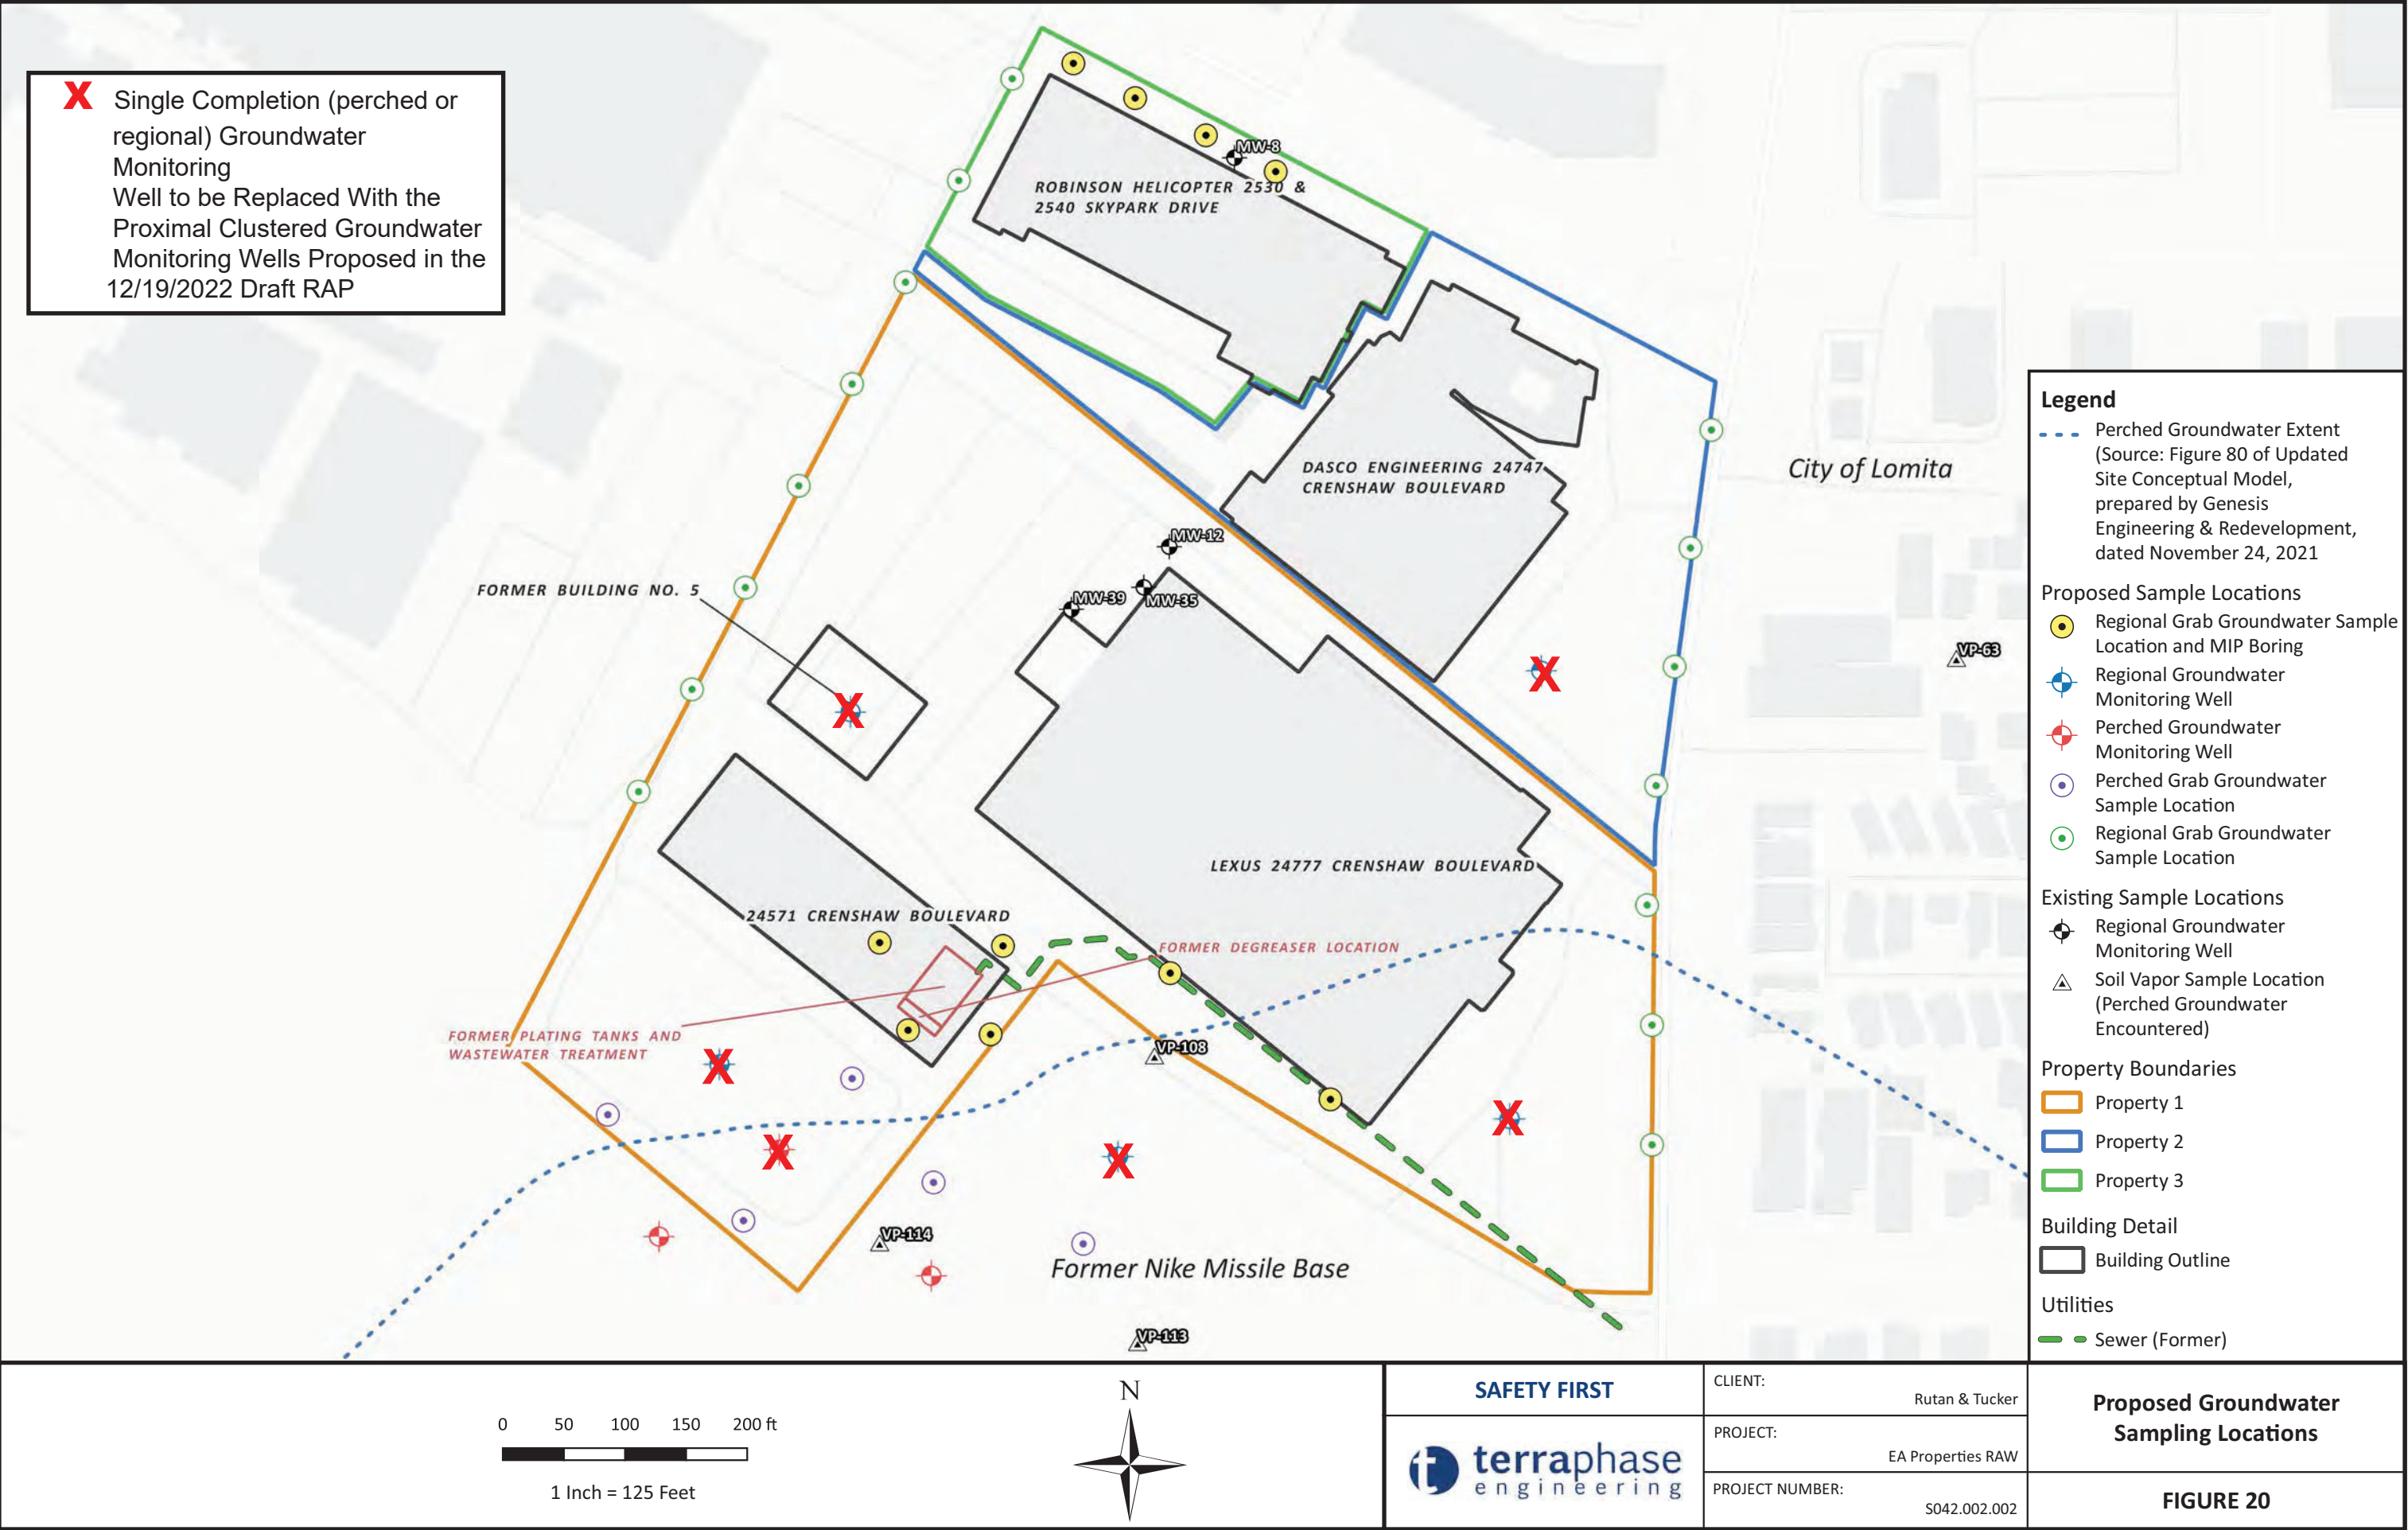 X Single Completion (perched or
regional) Groundwater
Monitoring
Well to be Replaced With the
Proximal Clustered Groundwater
Monitoring Wells Proposed in the
12/19/2022 Draft RAP
MW-8
ROBINSON HELICOPTER 2530 &
2540 SKYPARK DRIVE
DASCO ENGINEERING 24747
CRENSHAW BOULEVARD
City of Lomita
MW-12
MW-39
MW-35
FORMER BUILDING NO. 5
X
X
VP-63
LEXUS 24777 CRENSHAW BOULEVARD
24571 CRENSHAW BOULEVARD
FORMER DEGREASER LOCATION
FORMER PLATING TANKS AND
WASTEWATER TREATMENT
VP-108
X
X
X
X
VP-114
Former Nike Missile Base
VP-113
Legend
Perched Groundwater Extent
(Source: Figure 80 of Updated
Site Conceptual Model,
prepared by Genesis
Engineering & Redevelopment,
dated November 24, 2021
Proposed Sample Locations
Regional Grab Groundwater Sample
Location and MIP Boring
Regional Groundwater
Monitoring Well
Perched Groundwater
Monitoring Well
Perched Grab Groundwater
Sample Location
Regional Grab Groundwater
Sample Location
Existing Sample Locations
Regional Groundwater
Monitoring Well
Soil Vapor Sample Location
(Perched Groundwater
Encountered)
Property Boundaries
Property 1
Property 2
Property 3
Building Detail
Building Outline
Utilities
Sewer (Former)
0 50 100 150 200 ft
1 Inch = 125 Feet
N
SAFETY FIRST
t terraphase
engineering
CLIENT:
Rutan & Tucker
PROJECT:
EA Properties RAW
PROJECT NUMBER:
S042.002.002
Proposed Groundwater
Sampling Locations
FIGURE 20